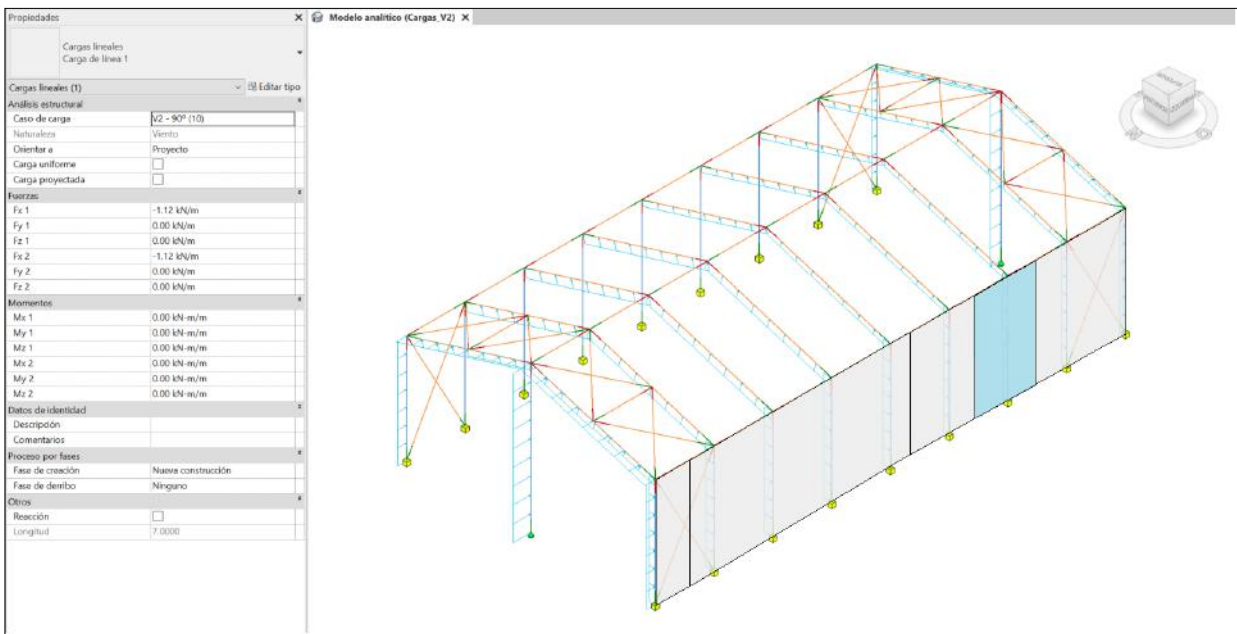 Propiedades
Modelo analítico (Cargas_V2)
Cargas lineales
Carga de línea 1
Cargas lineales (1)
Editar tipo
Análisis estructural
Caso de carga V2 - 90º (10)
Naturaleza Viento
Orientar a Proyecto
Carga uniforme
Carga proyectada
Fuerzas
Fx 1 -1.12 kN/m
Fy 1 0.00 kN/m
Fz 1 0.00 kN/m
Fx 2 -1.12 kN/m
Fy 2 0.00 kN/m
Fz 2 0.00 kN/m
Momentos
Mx 1 0.00 kN-m/m
My 1 0.00 kN-m/m
Mz 1 0.00 kN-m/m
Mx 2 0.00 kN-m/m
My 2 0.00 kN-m/m
Mz 2 0.00 kN-m/m
Datos de identidad
Descripción
Comentarios
Proceso por fases
Fase de creación Nueva construcción
Fase de derribo Ninguno
Otros
Reacción
Longitud 7.0000